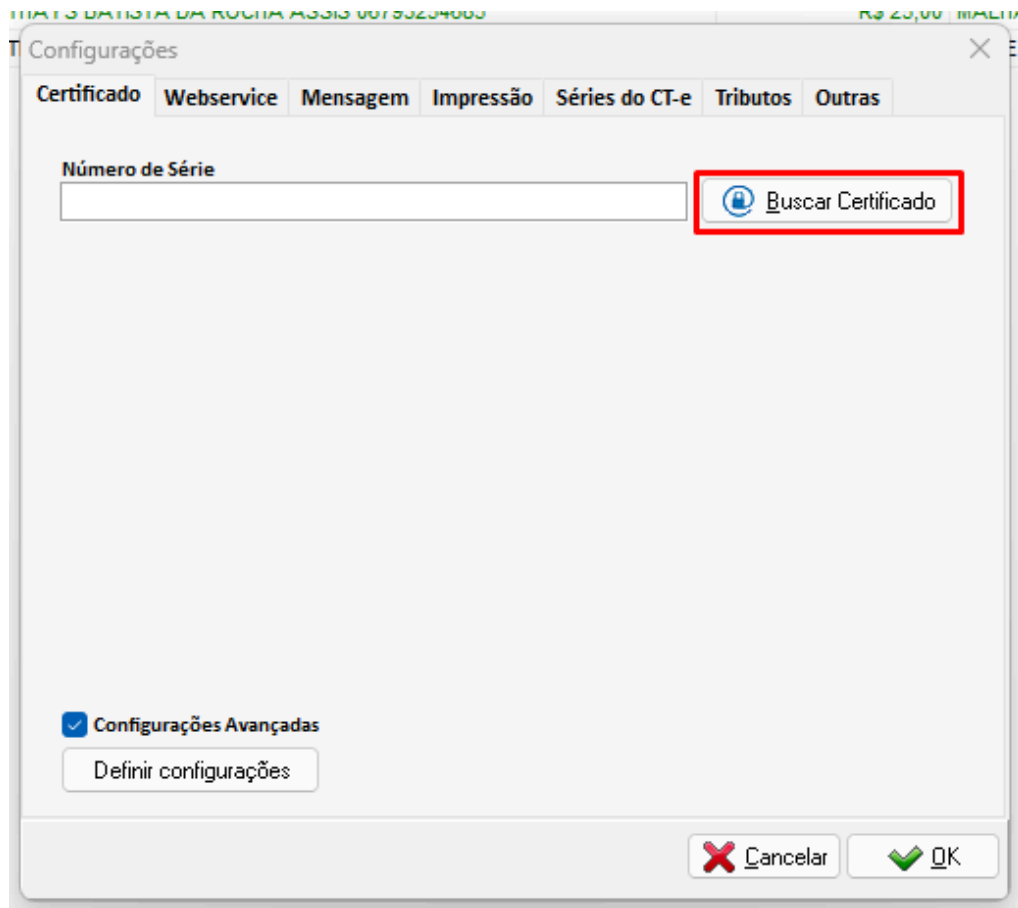 Configurações
Certificado Webservice Mensagem Impressão Séries do CT-e Tributos Outras
Número de Série
Buscar Certificado
Configurações Avançadas
Definir configurações
Cancelar OK